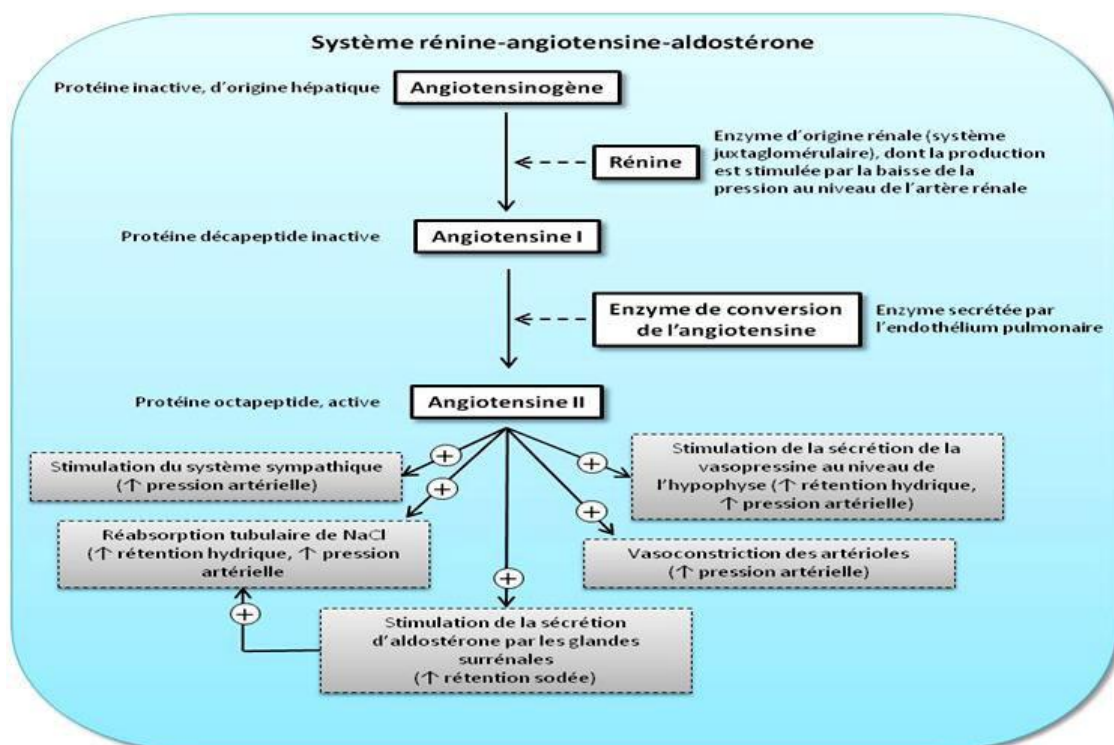 Système rénine-angiotensine-aldostérone
Protéine inactive, d'origine hépatique
Angiotensinogène
Rénine
Enzyme d'origine rénale (système
juxtaglomérulaire), dont la production
est stimulée par la baisse de la
pression au niveau de l'artère rénale
Protéine décapeptide inactive
Angiotensine I
Enzyme de conversion
de l'angiotensine
Enzyme secrétée par
l'endothélium pulmonaire
Protéine octapeptide, active
Angiotensine II
+
+
+
+
+
Stimulation du système sympathique
(↑ pression artérielle)
Stimulation de la sécrétion de la
vasopressine au niveau de
l'hypophyse (↑ rétention hydrique,
↑ pression artérielle)
Réabsorption tubulaire de NaCl
(↑ rétention hydrique, ↑ pression
artérielle
Vasoconstriction des artérioles
(↑ pression artérielle)
+
Stimulation de la sécrétion
d'aldostérone par les glandes
surrénales
(↑ rétention sodée)